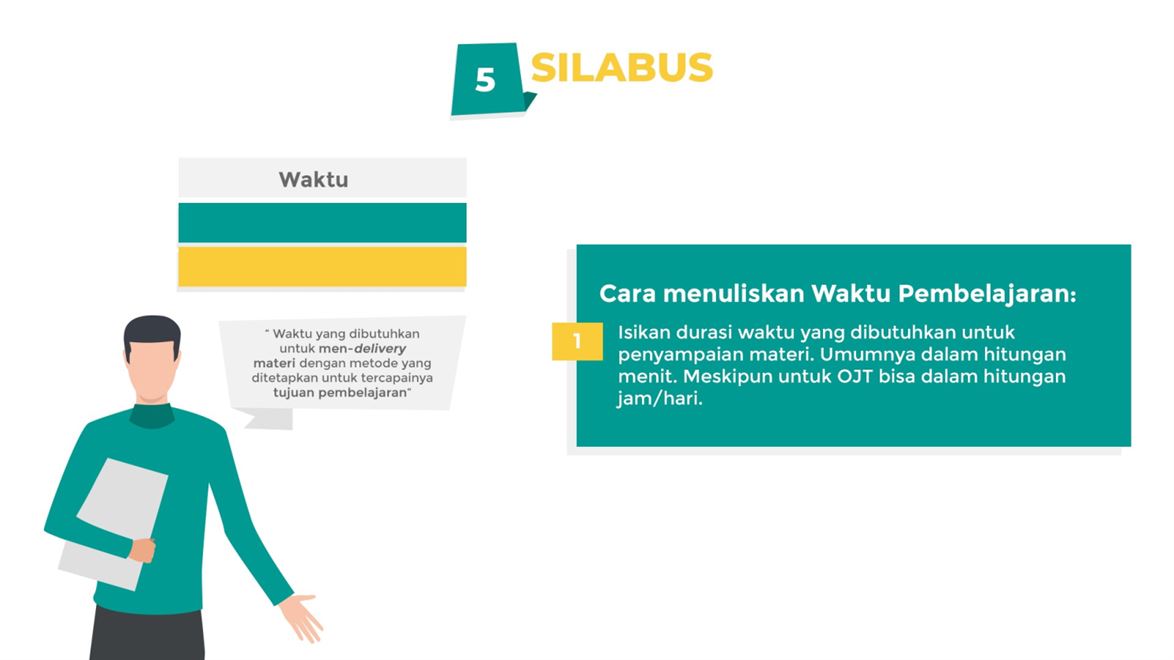 5
SILABUS
Waktu
“ Waktu yang dibutuhkan
untuk men-delivery
materi dengan metode yang
ditetapkan untuk tercapainya
tujuan pembelajaran”
Cara menuliskan Waktu Pembelajaran:
1
Isikan durasi waktu yang dibutuhkan untuk
penyampaian materi. Umumnya dalam hitungan
menit. Meskipun untuk OJT bisa dalam hitungan
jam/hari.